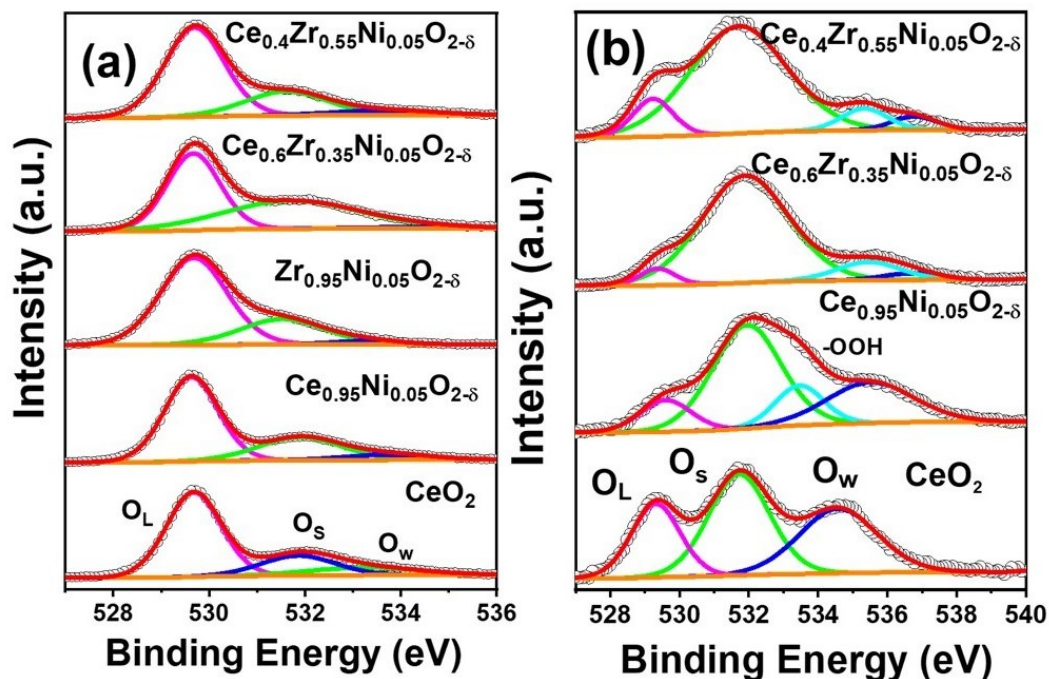 (a)
Ce0.4Zr0.55Ni0.05O2-δ
Ce0.6Zr0.35Ni0.05O2-δ
Zr0.95Ni0.05O2-δ
Ce0.95Ni0.05O2-δ
CeO2
OL
OS
OW
Intensity (a.u.)
528 530 532 534 536
Binding Energy (eV)
(b)
Ce0.4Zr0.55Ni0.05O2-δ
Ce0.6Zr0.35Ni0.05O2-δ
Ce0.95Ni0.05O2-δ
-OOH
OL
OS
OW
CeO2
Intensity (a.u.)
528 530 532 534 536 538 540
Binding Energy (eV)